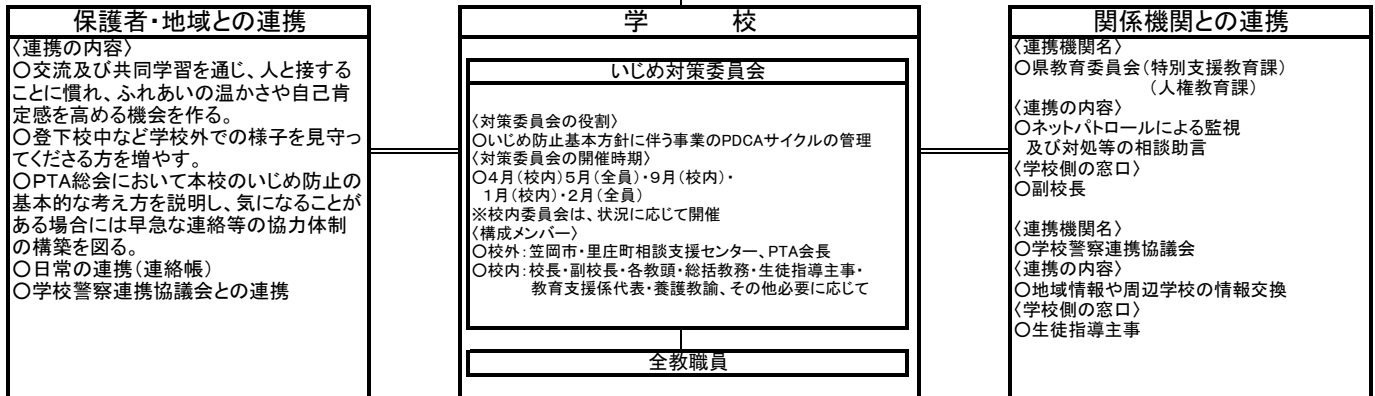 保護者・地域との連携
〈連携の内容〉
○交流及び共同学習を通じ、人と接する
ことに慣れ、ふれあいの温かさや自己肯
定感を高める機会を作る。
○登下校中など学校外での様子を見守っ
てくださる方を増やす。
○PTA総会において本校のいじめ防止の
基本的な考え方を説明し、気になることが
ある場合には早急な連絡等の協力体制
の構築を図る。
○日常の連携(連絡帳)
○学校警察連携協議会との連携
学　　校
いじめ対策委員会
〈対策委員会の役割〉
○いじめ防止基本方針に伴う事業のPDCAサイクルの管理
〈対策委員会の開催時期〉
○4月(校内)5月(全員)・9月(校内)・
1月(校内)・2月(全員)
※校内委員会は、状況に応じて開催
〈構成メンバー〉
○校外:笠岡市・里庄町相談支援センター、PTA会長
○校内:校長・副校長・各教頭・総括教務・生徒指導主事・
教育支援係代表・養護教諭、その他必要に応じて
全教職員
関係機関との連携
〈連携機関名〉
○県教育委員会(特別支援教育課)
(人権教育課)
〈連携の内容〉
○ネットパトロールによる監視
及び対処等の相談助言
〈学校側の窓口〉
○副校長
〈連携機関名〉
○学校警察連携協議会
〈連携の内容〉
○地域情報や周辺学校の情報交換
〈学校側の窓口〉
○生徒指導主事